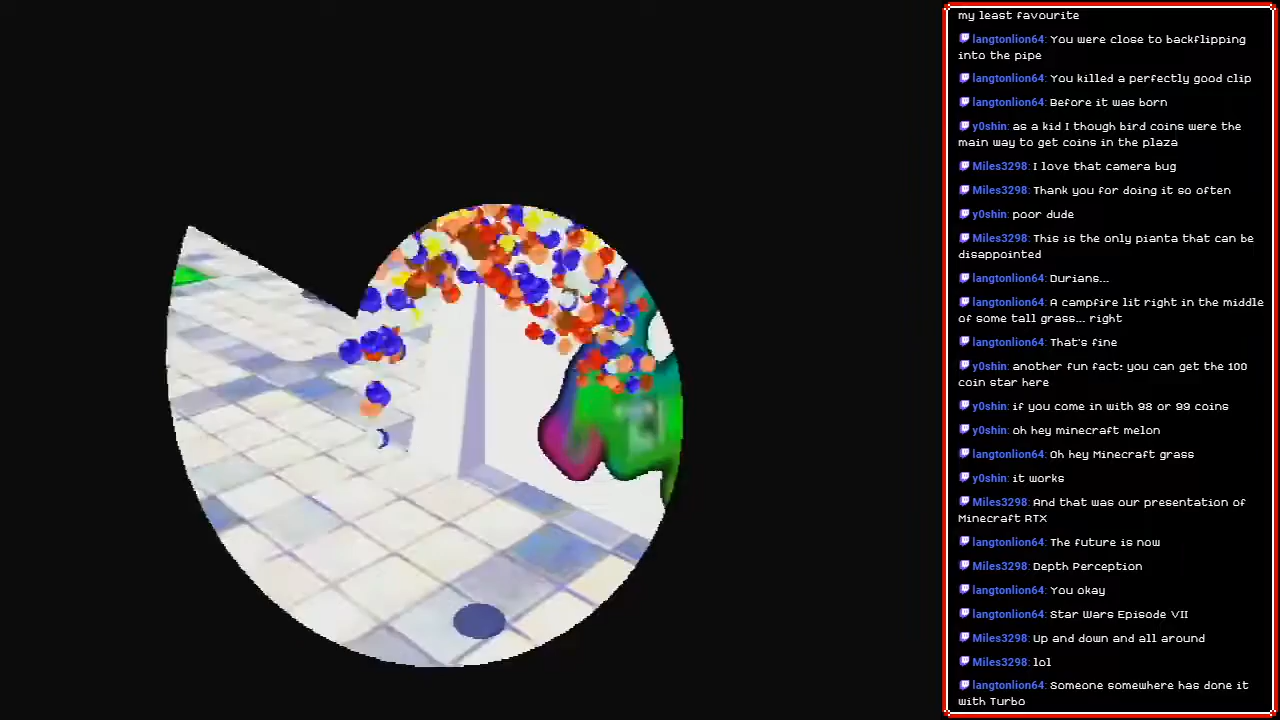 my least favourite
langtonlion64: You were close to backflipping
into the pipe
langtonlion64: You killed a perfectly good clip
langtonlion64: Before it was born
y0shin: as a kid I though bird coins were the
main way to get coins in the plaza
Miles3298: I love that camera bug
Miles3298: Thank you for doing it so often
y0shin: poor dude
Miles3298: This is the only pianta that can be
disappointed
langtonlion64: Durians...
langtonlion64: A campfire lit right in the middle
of some tall grass... right
langtonlion64: That's fine
y0shin: another fun fact: you can get the 100
coin star here
y0shin: if you come in with 98 or 99 coins
y0shin: oh hey minecraft melon
langtonlion64: Oh hey Minecraft grass
y0shin: it works
Miles3298: And that was our presentation of
Minecraft RTX
langtonlion64: The future is now
Miles3298: Depth Perception
langtonlion64: You okay
langtonlion64: Star Wars Episode VII
Miles3298: Up and down and all around
Miles3298: lol
langtonlion64: Someone somewhere has done it
with Turbo